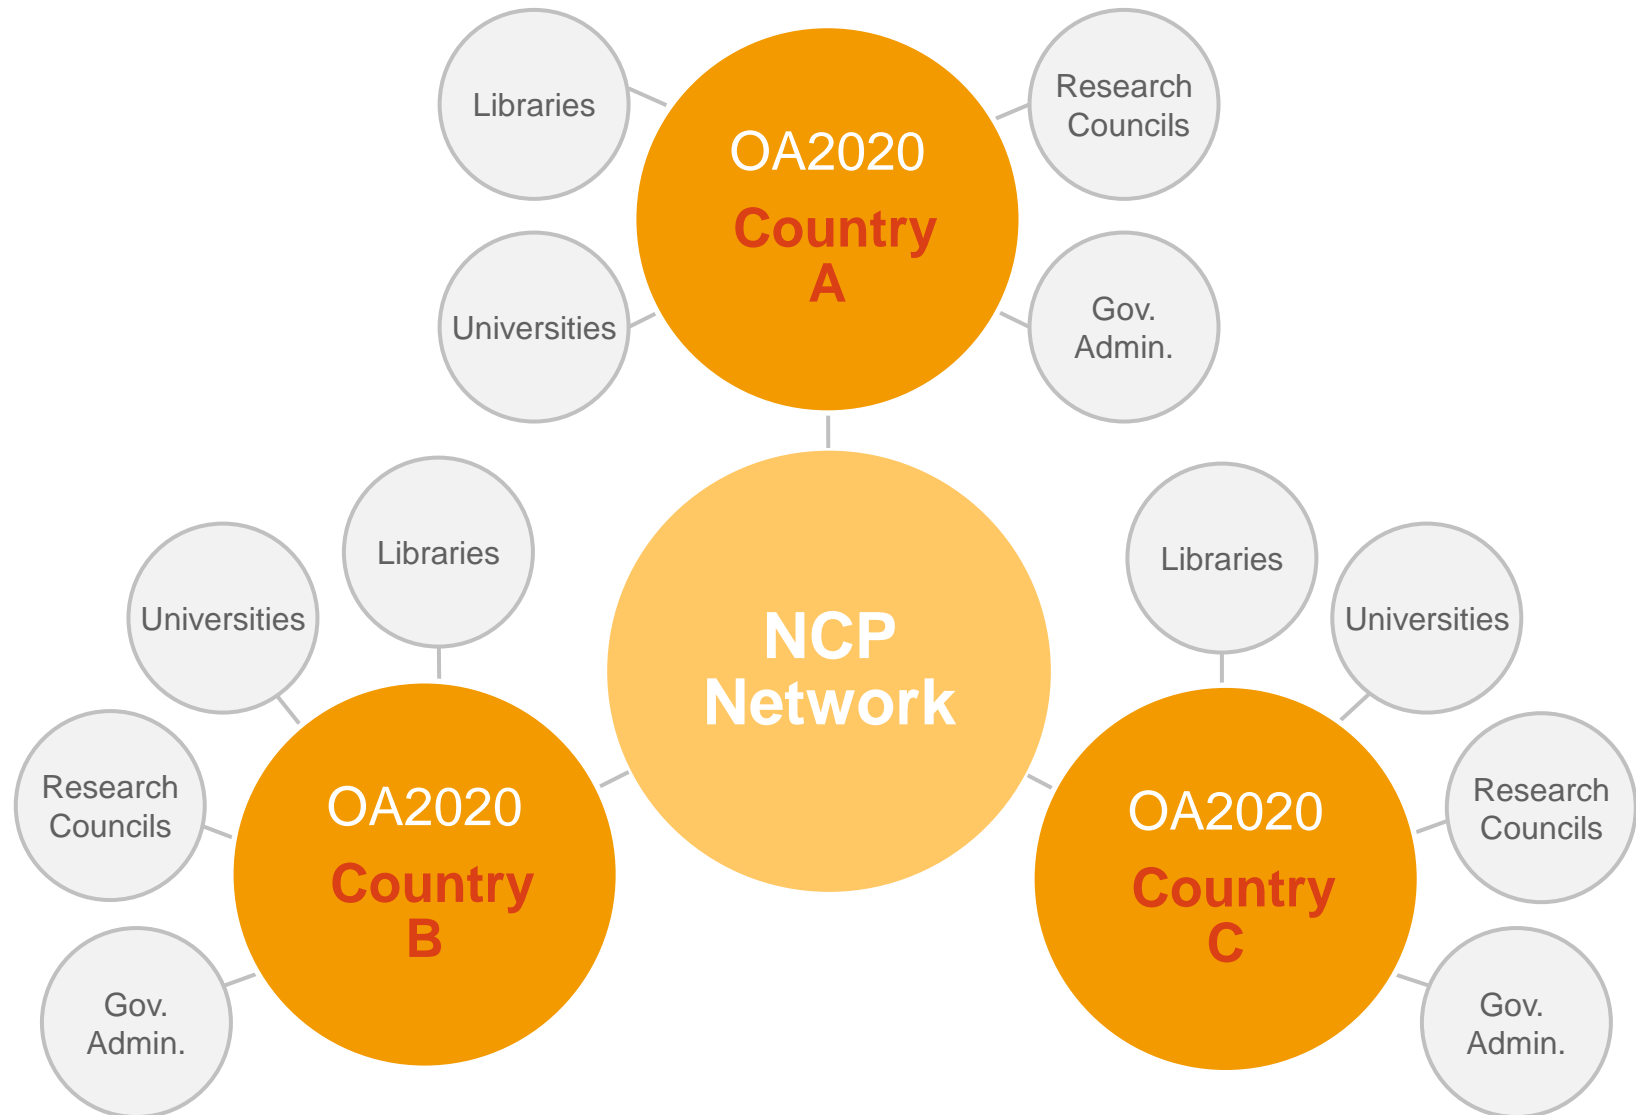 Libraries
Research
Councils
OA2020
Country
A
Universities
Gov.
Admin.
Libraries
Libraries
Universities
Universities
NCP
Network
Research
Councils
OA2020
Country
B
OA2020
Country
C
Research
Councils
Gov.
Admin.
Gov.
Admin.